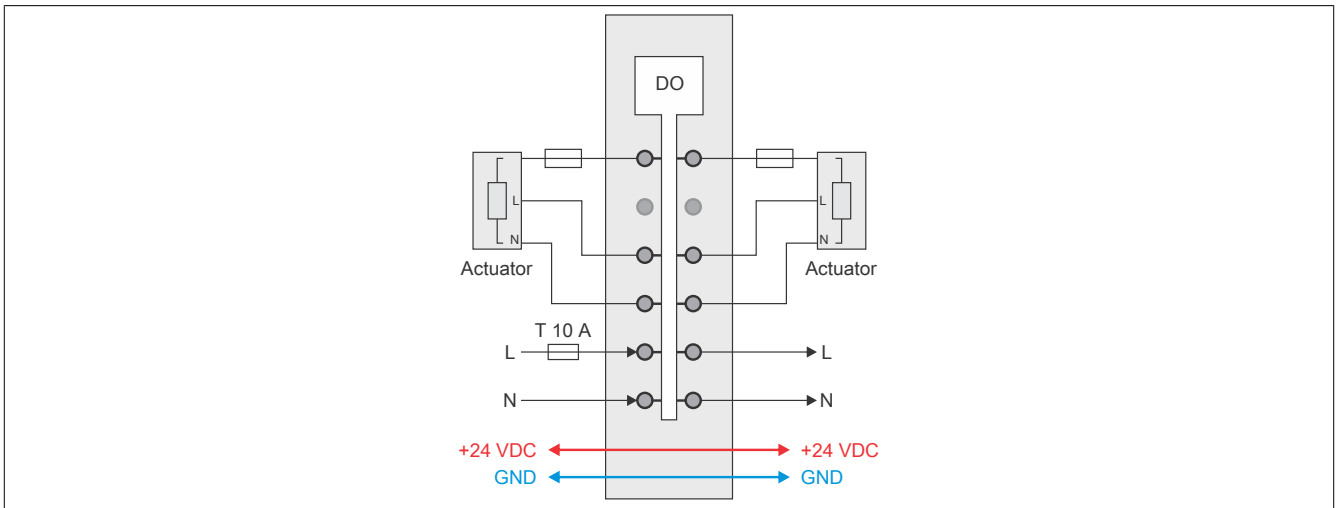 DO
L
L
N
N
Actuator
Actuator
T 10 A
L
L
N
N
+24 VDC
+24 VDC
GND
GND